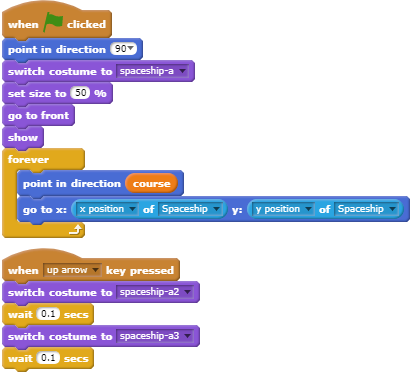 when clicked
point in direction 90
switch costume to spaceship-a
set size to 50 %
go to front
show
forever
point in direction course
go to x: x position of Spaceship y: y position of Spaceship
when up arrow key pressed
switch costume to spaceship-a2
wait 0.1 secs
switch costume to spaceship-a3
wait 0.1 secs